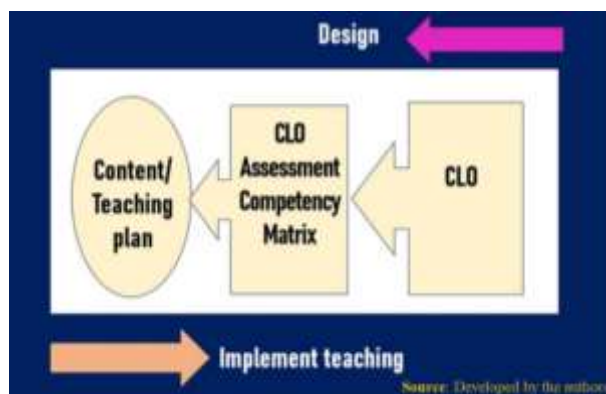 Design
Content/
Teaching
plan
CLO
Assessment
Competency
Matrix
CLO
Implement teaching
Source: Developed by the authors